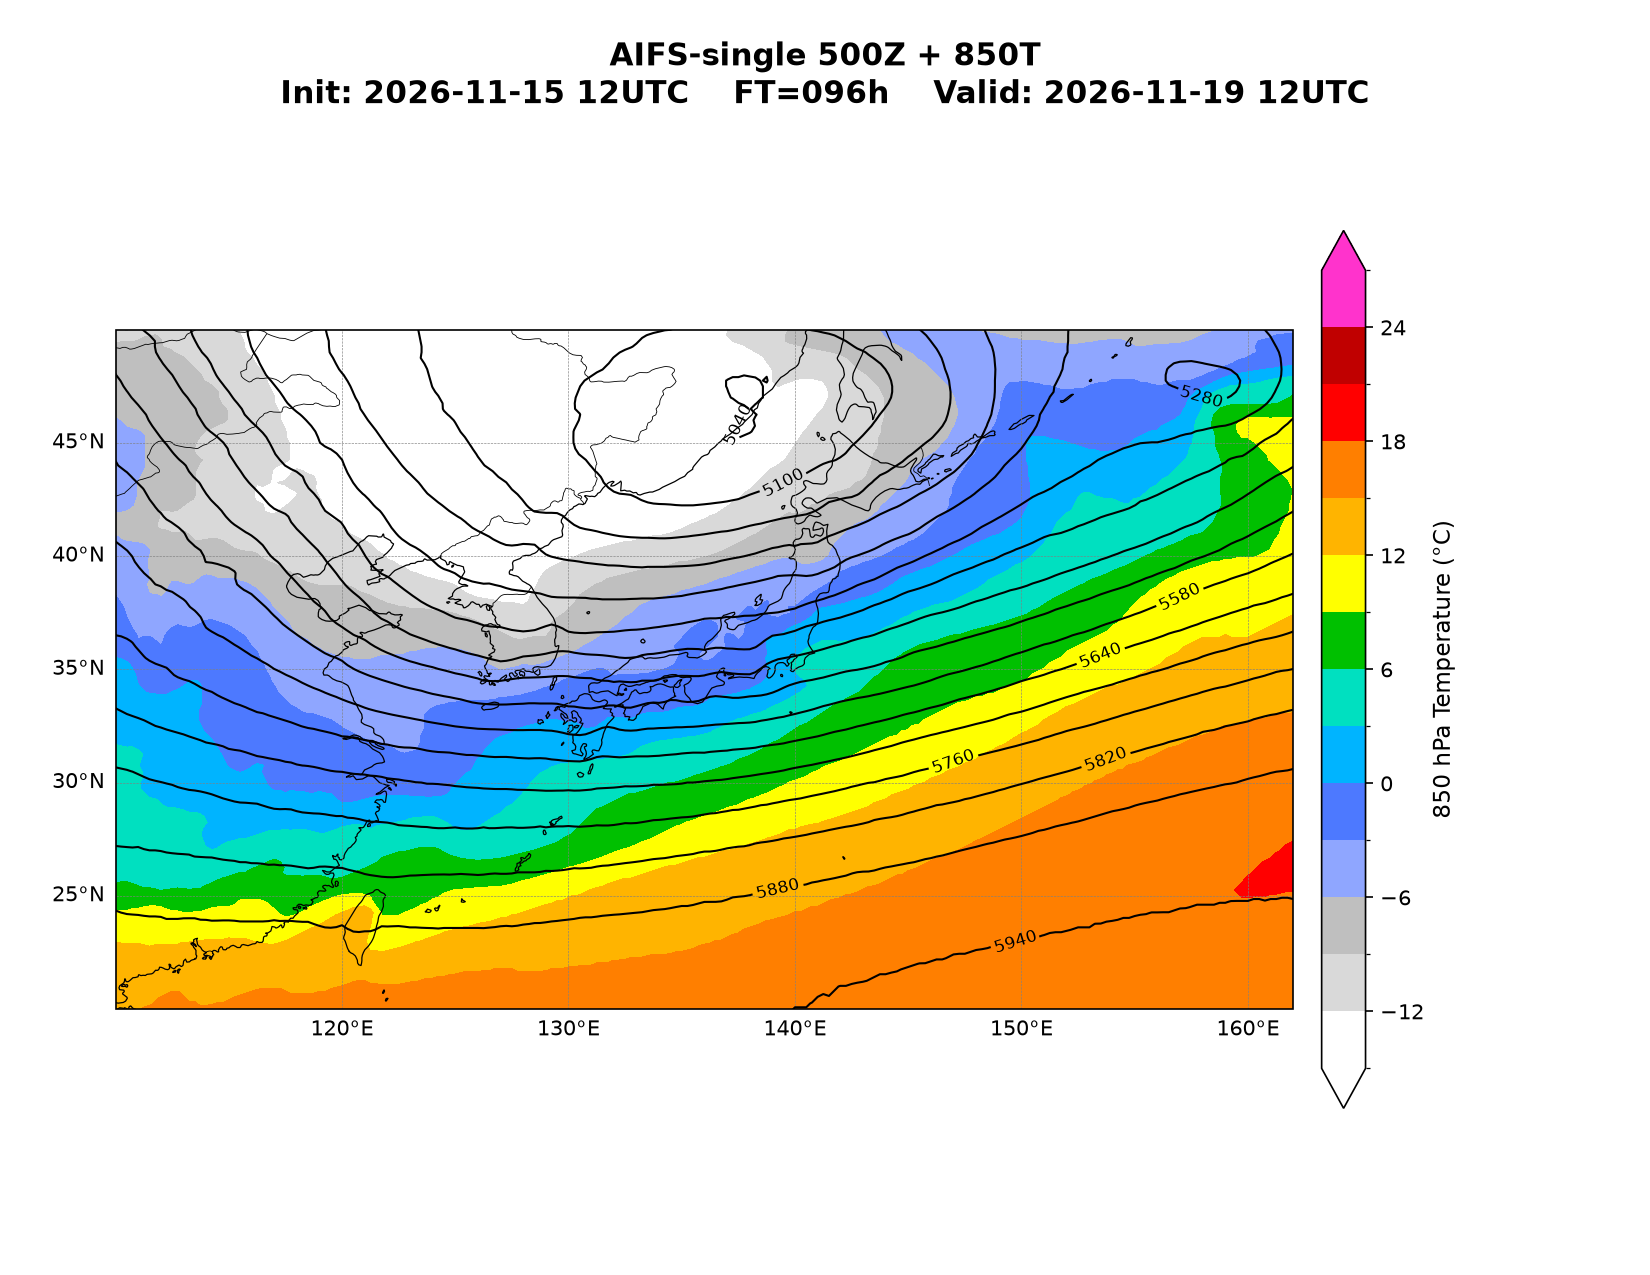 AIFS-single 500Z + 850T
Init: 2026-11-15 12UTC    FT=096h    Valid: 2026-11-19 12UTC
5280
5040
5100
5580
5640
5760
5820
5880
5940
45°N
40°N
35°N
30°N
25°N
120°E
130°E
140°E
150°E
160°E
24
18
12
6
0
−6
−12
850 hPa Temperature (°C)